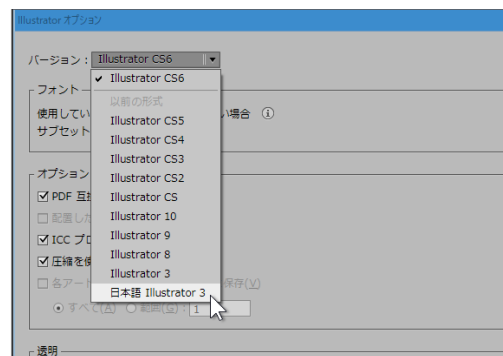 Illustrator オプション
バージョン： Illustrator CS6
Illustrator CS6
以前の形式
Illustrator CS5
Illustrator CS4
Illustrator CS3
Illustrator CS2
Illustrator CS
Illustrator 10
Illustrator 9
Illustrator 8
Illustrator 3
日本語 Illustrator 3
フォント
使用してい
い場合
サブセット
オプション
PDF 互
配置した
ICC プロ
圧縮を使
各アート
保存(V)
すべて(A) 範囲(G)： 1
透明